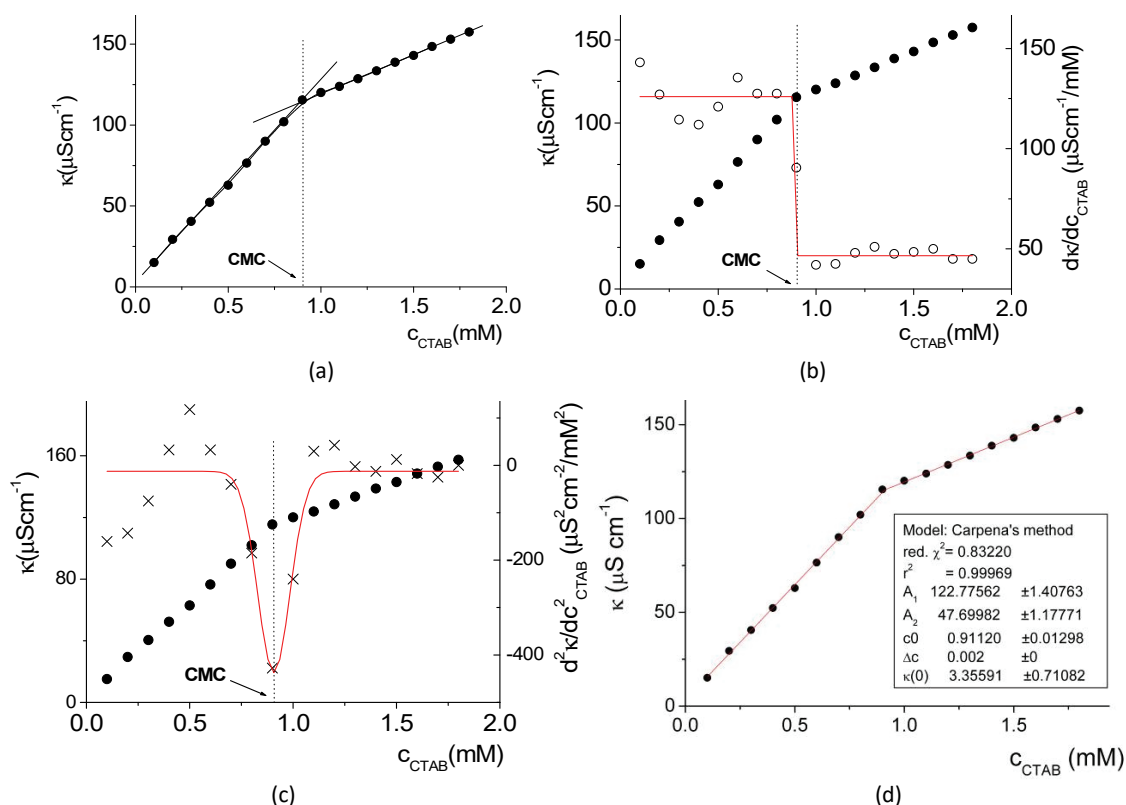 150
100
50
0
κ(μScm⁻¹)
CMC
0.0 0.5 1.0 1.5 2.0
c_CTAB(mM)
(a)
150
100
50
0
κ(μScm⁻¹)
CMC
150
100
50
dκ/dc_CTAB (μScm⁻¹/mM)
0.0 0.5 1.0 1.5 2.0
c_CTAB(mM)
(b)
160
80
0
κ(μScm⁻¹)
CMC
0
-200
-400
d²κ/dc²_CTAB (μS²cm⁻²/mM²)
0.0 0.5 1.0 1.5 2.0
c_CTAB(mM)
(c)
150
100
50
0
κ (μS cm⁻¹)
Model: Carpena's method
red. χ²= 0.83220
r² = 0.99969
A₁ 122.77562 ±1.40763
A₂ 47.69982 ±1.17771
c0 0.91120 ±0.01298
Δc 0.002 ±0
κ(0) 3.35591 ±0.71082
0.0 0.5 1.0 1.5
c_CTAB (mM)
(d)